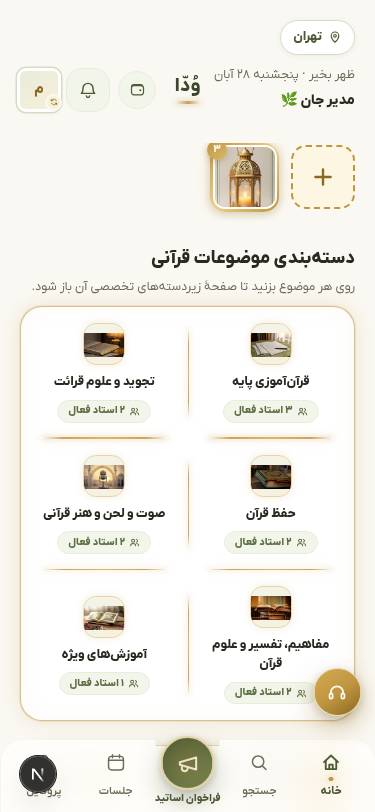 تهران
ظهر بخیر · پنجشنبه ۲۸ آبان
مدیر جان 🌿
وُدّا
م
۳
دسته‌بندی موضوعات قرآنی
روی هر موضوع بزنید تا صفحهٔ زیردسته‌های تخصصی آن باز شود.
قرآن‌آموزی پایه
۳ استاد فعال
تجوید و علوم قرائت
۲ استاد فعال
حفظ قرآن
۲ استاد فعال
صوت و لحن و هنر قرآنی
۲ استاد فعال
مفاهیم، تفسیر و علوم
قرآن
۲ استاد فعال
آموزش‌های ویژه
۱ استاد فعال
خانه
جستجو
فراخوان اساتید
جلسات
پروفایل
N